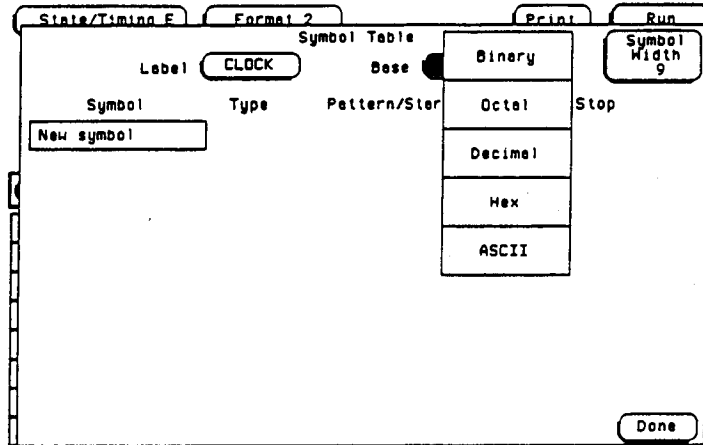 State/Timing E Format 2 Print Run
Symbol Table
Label CLOCK Base
Symbol Width 9
Symbol Type Pattern/Star Stop
New symbol
Binary
Octal
Decimal
Hex
ASCII
Done